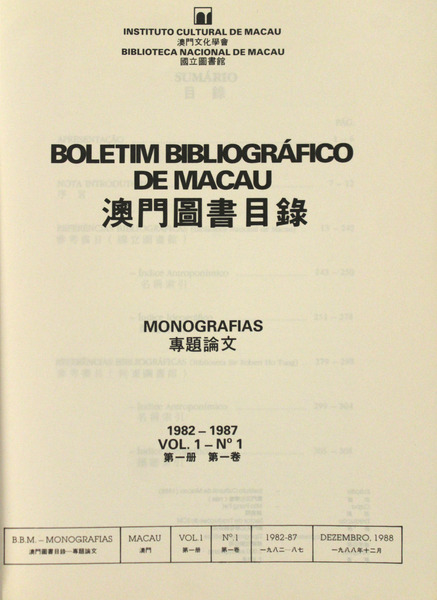 INSTITUTO CULTURAL DE MACAU
澳門文化學會
BIBLIOTECA NACIONAL DE MACAU
國立圖書館
SUMÁRIO
目錄
PÁG.
BOLETIM BIBLIOGRÁFICO
DE MACAU
澳門圖書目錄
MONOGRAFIAS
專題論文
1982 – 1987
VOL. 1 – Nº 1
第一册 第一卷
B.B.M. – MONOGRAFIAS MACAU VOL.1 Nº 1 1982-87 DEZEMBRO, 1988
澳門圖書目錄—專題論文 澳門 第一册 第一卷 一九八二·八七 一九八八年十二月